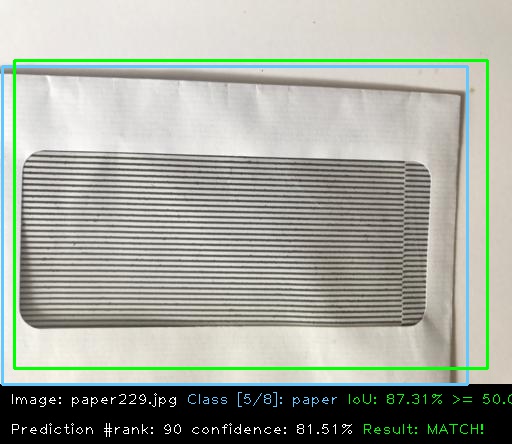 Image: paper229.jpg Class [5/8]: paper IoU: 87.31% >= 50.0
Prediction #rank: 90 confidence: 81.51% Result: MATCH!